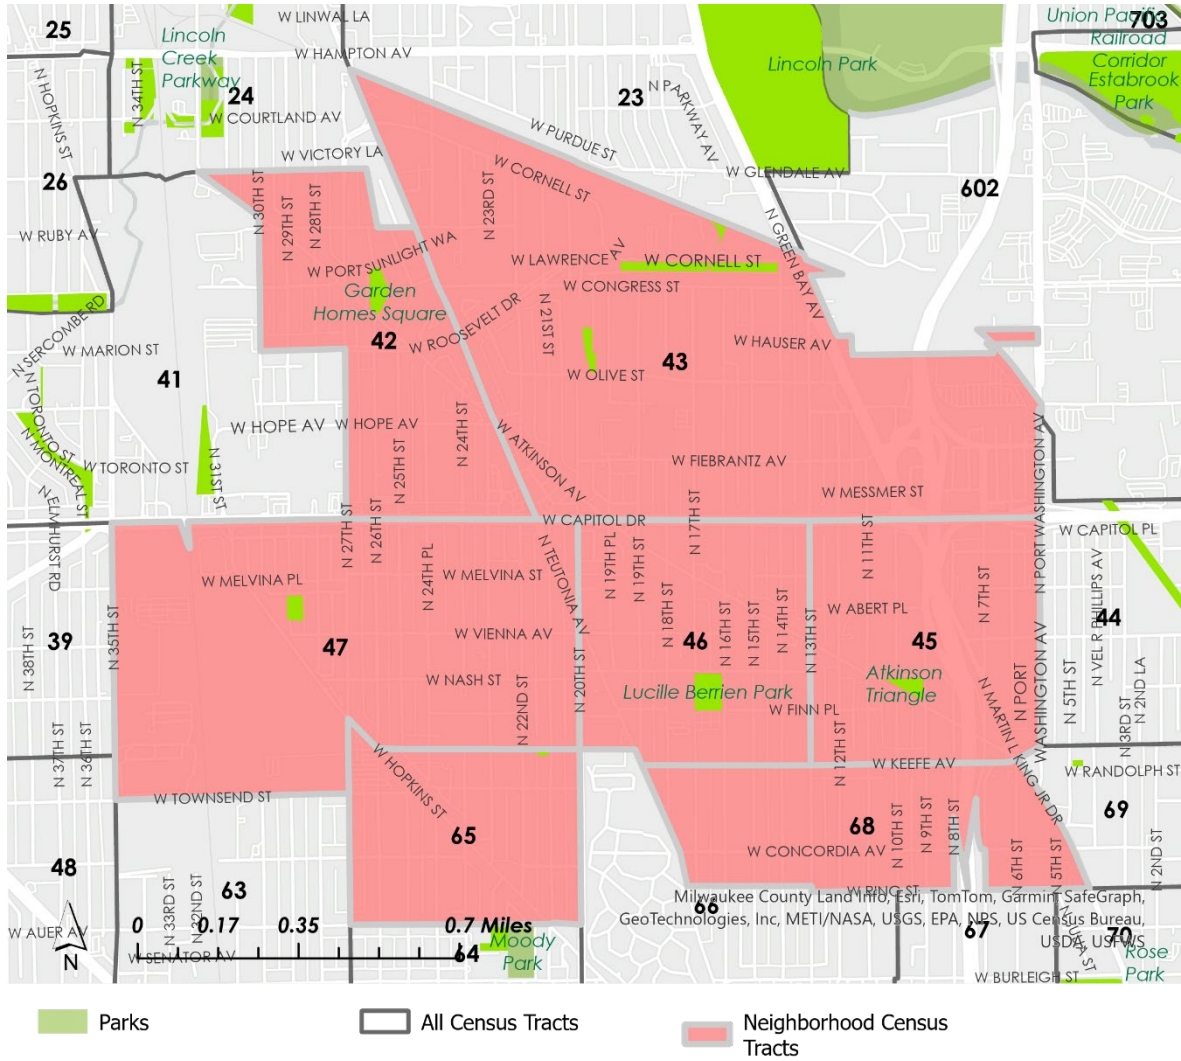 25
W LINWAL LA
Union Pacific
Railroad
Corridor
703
Lincoln
Creek
Parkway
W HAMPTON AV
Lincoln Park
Estabrook
Park
N HOPKINS ST
N 34TH ST
24
23
N PARKWAY AV
W COURTLAND AV
W PURDUE ST
W VICTORY LA
W CORNELL ST
W GLENDALE AV
26
602
N 30TH ST
N 29TH ST
N 28TH ST
N 23RD ST
W RUBY AV
N GREEN BAY AV
W PORT SUNLIGHT WA
W LAWRENCE AV
W CORNELL ST
Garden
Homes Square
W CONGRESS ST
N SERCOMBE RD
W ROOSEVELT DR
N 21ST ST
42
W MARION ST
W HAUSER AV
43
41
W OLIVE ST
N TORONTO ST
N MONTREAL ST
W HOPE AV
W HOPE AV
N 24TH ST
W ATKINSON AV
N PORT WASHINGTON AV
W TORONTO ST
N 31ST ST
N 25TH ST
W FIEBRANTZ AV
N ELMHURST RD
W MESSMER ST
W CAPITOL DR
W CAPITOL PL
N 27TH ST
N 26TH ST
N 17TH ST
N 11TH ST
N TEUTONIA AV
N 19TH PL
N 19TH ST
W MELVINA PL
N 24TH PL
W MELVINA ST
N 7TH ST
N VEL R PHILLIPS AV
N 18TH ST
W ABERT PL
44
39
N 38TH ST
N 35TH ST
47
W VIENNA AV
46
N 16TH ST
N 15TH ST
N 14TH ST
N 13TH ST
45
W NASH ST
N 22ND ST
N 20TH ST
Lucille Berrien Park
Atkinson
Triangle
N PORT
WASHINGTON AV
N 5TH ST
N 2ND LA
N 3RD ST
W FINN PL
N MARTIN L KING JR DR
N 37TH ST
N 36TH ST
N 12TH ST
W HOPKINS ST
W KEEFE AV
W RANDOLPH ST
W TOWNSEND ST
65
68
69
N 10TH ST
N 9TH ST
N 8TH ST
48
W CONCORDIA AV
N 6TH ST
N 5TH ST
N 2ND ST
63
W RING ST
N 33RD ST
N 32ND ST
66
Milwaukee County Land Info, Esri, TomTom, Garmin, SafeGraph,
GeoTechnologies, Inc, METI/NASA, USGS, EPA, NPS, US Census Bureau,
USDA, USFWS
0
0.17
0.35
0.7 Miles
W AUER AV
N
W SENATOR AV
64
Moody
Park
67
70
Rose
Park
W BURLEIGH ST
Parks
All Census Tracts
Neighborhood Census
Tracts